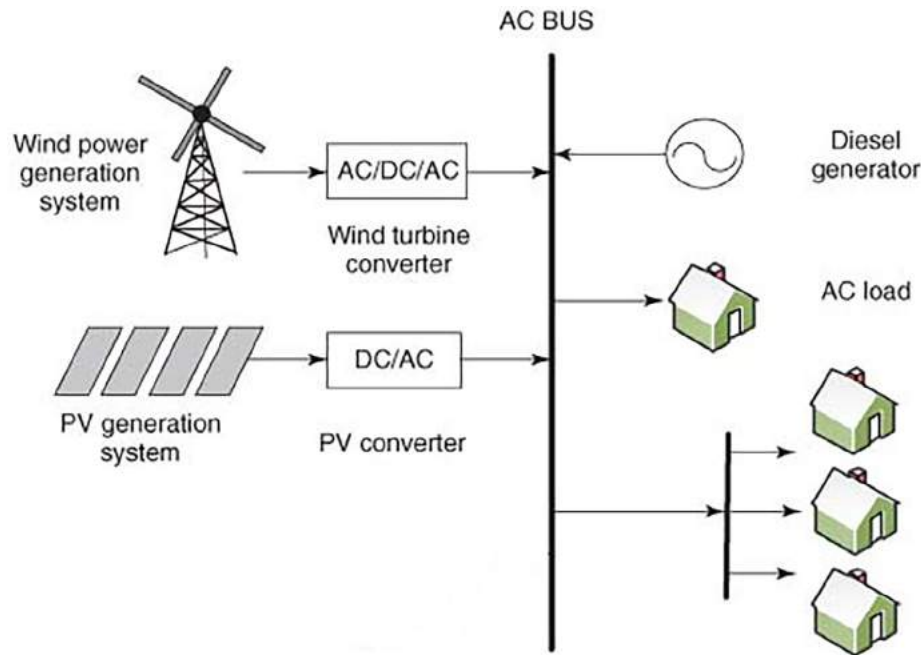 AC BUS
Wind power
generation
system
AC/DC/AC
Wind turbine
converter
Diesel
generator
AC load
DC/AC
PV generation
system
PV converter